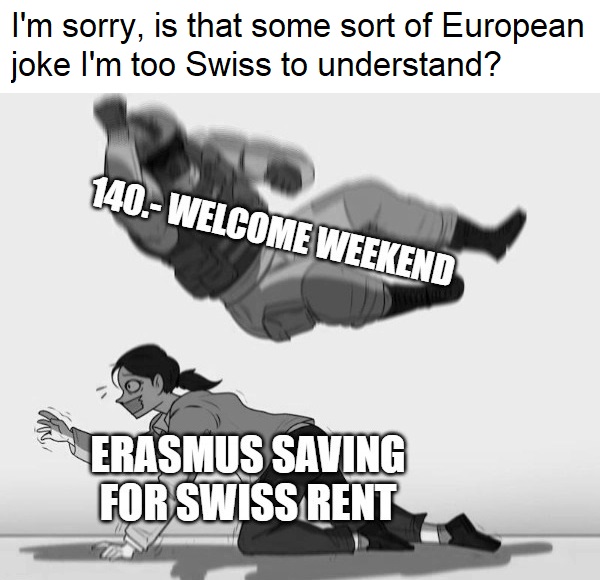 I'm sorry, is that some sort of European
joke I'm too Swiss to understand?
140.- WELCOME WEEKEND
ERASMUS SAVING
FOR SWISS RENT